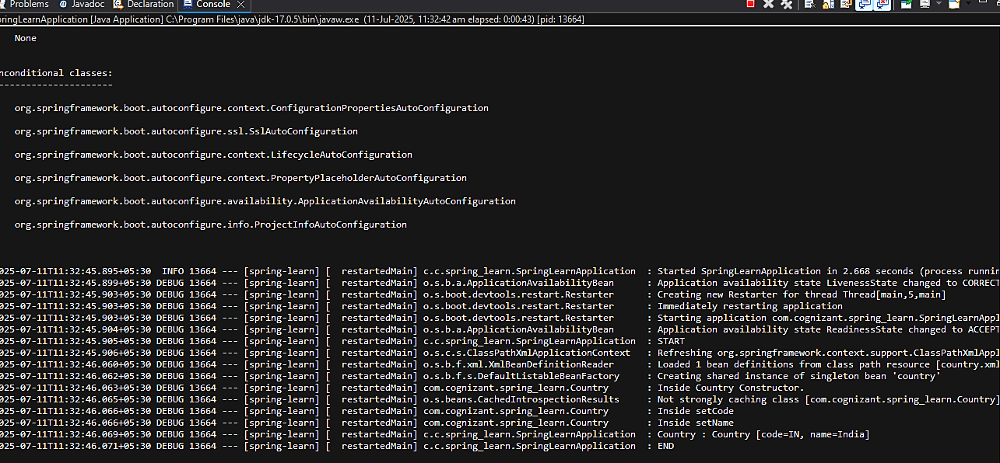 Problems @ Javadoc Declaration Console
pringLearnApplication [Java Application] C:\Program Files\java\jdk-17.0.5\bin\javaw.exe (11-Jul-2025, 11:32:42 am elapsed: 0:00:43) [pid: 13664]
None
nconditional classes:
---------------------
org.springframework.boot.autoconfigure.context.ConfigurationPropertiesAutoConfiguration
org.springframework.boot.autoconfigure.ssl.SslAutoConfiguration
org.springframework.boot.autoconfigure.context.LifecycleAutoConfiguration
org.springframework.boot.autoconfigure.context.PropertyPlaceholderAutoConfiguration
org.springframework.boot.autoconfigure.availability.ApplicationAvailabilityAutoConfiguration
org.springframework.boot.autoconfigure.info.ProjectInfoAutoConfiguration
025-07-11T11:32:45.895+05:30  INFO 13664 --- [spring-learn] [  restartedMain] c.c.spring_learn.SpringLearnApplication  : Started SpringLearnApplication in 2.668 seconds (process runnin
025-07-11T11:32:45.899+05:30 DEBUG 13664 --- [spring-learn] [  restartedMain] o.s.b.a.ApplicationAvailabilityBean      : Application availability state LivenessState changed to CORRECT
025-07-11T11:32:45.903+05:30 DEBUG 13664 --- [spring-learn] [  restartedMain] o.s.boot.devtools.restart.Restarter      : Creating new Restarter for thread Thread[main,5,main]
025-07-11T11:32:45.903+05:30 DEBUG 13664 --- [spring-learn] [  restartedMain] o.s.boot.devtools.restart.Restarter      : Immediately restarting application
025-07-11T11:32:45.903+05:30 DEBUG 13664 --- [spring-learn] [  restartedMain] o.s.boot.devtools.restart.Restarter      : Starting application com.cognizant.spring_learn.SpringLearnAppl
025-07-11T11:32:45.904+05:30 DEBUG 13664 --- [spring-learn] [  restartedMain] o.s.b.a.ApplicationAvailabilityBean      : Application availability state ReadinessState changed to ACCEPT
025-07-11T11:32:45.905+05:30 DEBUG 13664 --- [spring-learn] [  restartedMain] c.c.spring_learn.SpringLearnApplication  : START
025-07-11T11:32:45.906+05:30 DEBUG 13664 --- [spring-learn] [  restartedMain] o.s.c.s.ClassPathXmlApplicationContext   : Refreshing org.springframework.context.support.ClassPathXmlAppl
025-07-11T11:32:46.060+05:30 DEBUG 13664 --- [spring-learn] [  restartedMain] o.s.b.f.xml.XmlBeanDefinitionReader      : Loaded 1 bean definitions from class path resource [country.xml
025-07-11T11:32:46.062+05:30 DEBUG 13664 --- [spring-learn] [  restartedMain] o.s.b.f.s.DefaultListableBeanFactory     : Creating shared instance of singleton bean 'country'
025-07-11T11:32:46.063+05:30 DEBUG 13664 --- [spring-learn] [  restartedMain] com.cognizant.spring_learn.Country       : Inside Country Constructor.
025-07-11T11:32:46.065+05:30 DEBUG 13664 --- [spring-learn] [  restartedMain] o.s.beans.CachedIntrospectionResults     : Not strongly caching class [com.cognizant.spring_learn.Country]
025-07-11T11:32:46.066+05:30 DEBUG 13664 --- [spring-learn] [  restartedMain] com.cognizant.spring_learn.Country       : Inside setCode
025-07-11T11:32:46.066+05:30 DEBUG 13664 --- [spring-learn] [  restartedMain] com.cognizant.spring_learn.Country       : Inside setName
025-07-11T11:32:46.069+05:30 DEBUG 13664 --- [spring-learn] [  restartedMain] c.c.spring_learn.SpringLearnApplication  : Country : Country [code=IN, name=India]
025-07-11T11:32:46.071+05:30 DEBUG 13664 --- [spring-learn] [  restartedMain] c.c.spring_learn.SpringLearnApplication  : END